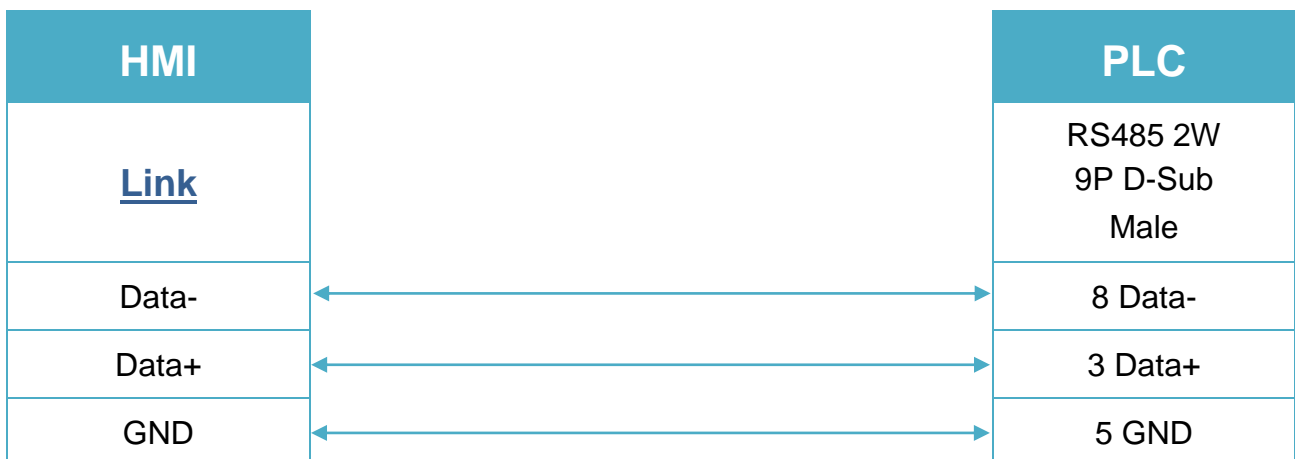 HMI
PLC
Link
RS485 2W
9P D-Sub
Male
Data-
8 Data-
Data+
3 Data+
GND
5 GND